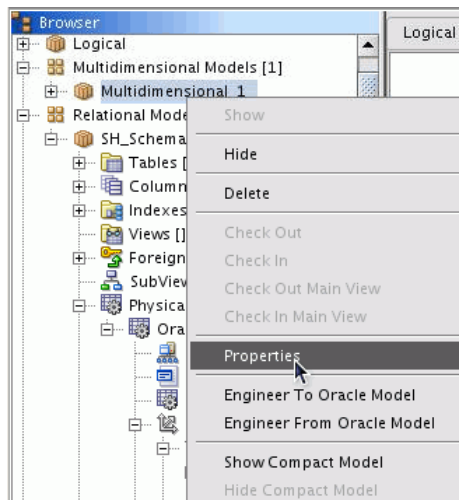 Browser
Logical
Logical
Multidimensional Models [1]
Multidimensional_1
Relational Mode
SH_Schema
Tables [
Column
Indexes
Views []
Foreign
SubView
Physica
Ora
Show
Hide
Delete
Check Out
Check In
Check Out Main View
Check In Main View
Properties
Engineer To Oracle Model
Engineer From Oracle Model
Show Compact Model
Hide Compact Model